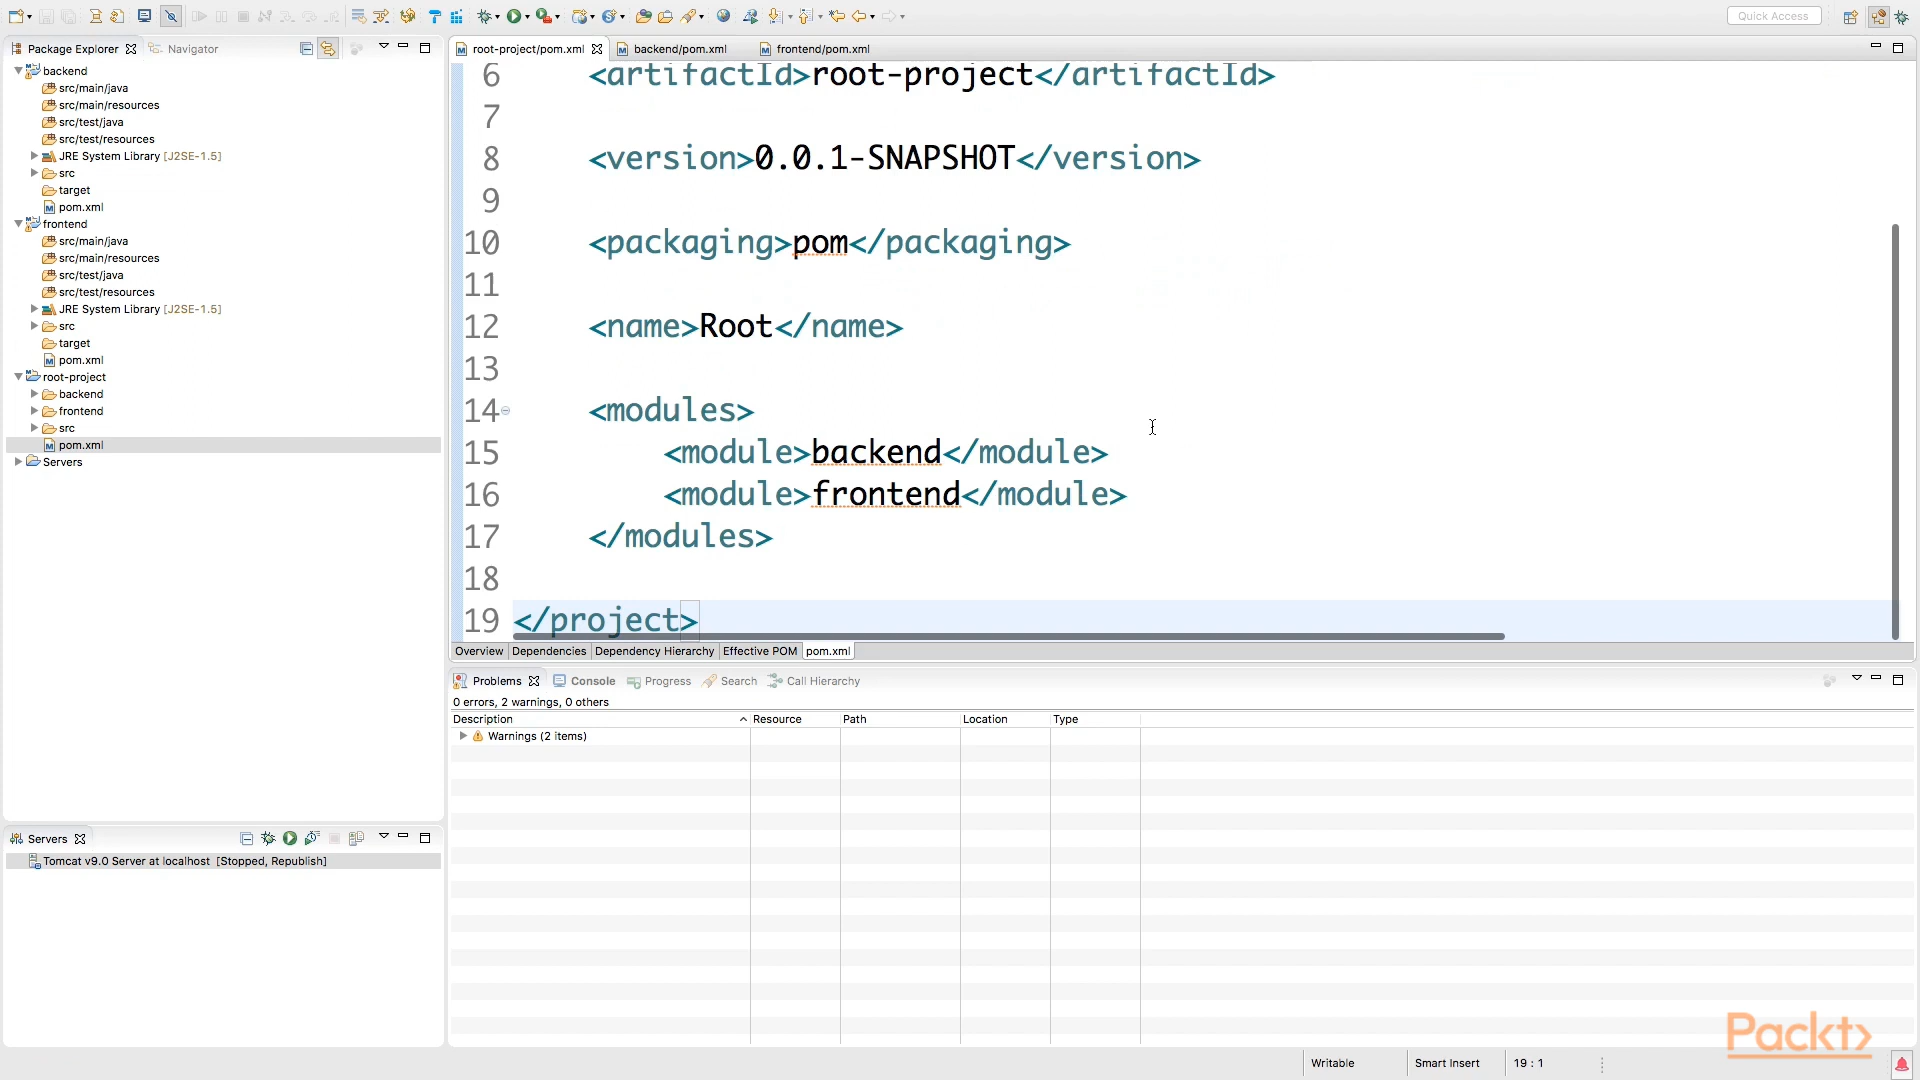 Quick Access
Package Explorer
Navigator
backend
src/main/java
src/main/resources
src/test/java
src/test/resources
JRE System Library [J2SE-1.5]
src
target
pom.xml
frontend
src/main/java
src/main/resources
src/test/java
src/test/resources
JRE System Library [J2SE-1.5]
src
target
pom.xml
root-project
backend
frontend
src
pom.xml
Servers
root-project/pom.xml
backend/pom.xml
frontend/pom.xml
6 <artifactId>root-project</artifactId>
7
8 <version>0.0.1-SNAPSHOT</version>
9
10 <packaging>pom</packaging>
11
12 <name>Root</name>
13
14 <modules>
15 <module>backend</module>
16 <module>frontend</module>
17 </modules>
18
19 </project>
Overview Dependencies Dependency Hierarchy Effective POM pom.xml
Problems Console Progress Search Call Hierarchy
0 errors, 2 warnings, 0 others
Description Resource Path Location Type
Warnings (2 items)
Servers
Tomcat v9.0 Server at localhost [Stopped, Republish]
Packt>
Writable Smart Insert 19 : 1